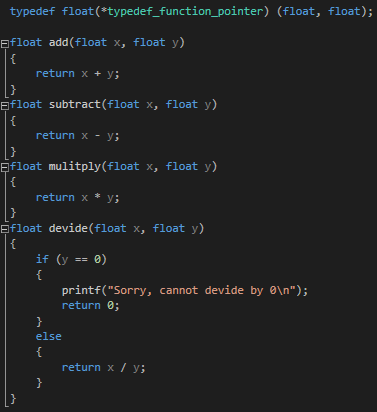 typedef float(*typedef_function_pointer) (float, float);
float add(float x, float y)
{
    return x + y;
}
float subtract(float x, float y)
{
    return x - y;
}
float mulitply(float x, float y)
{
    return x * y;
}
float devide(float x, float y)
{
    if (y == 0)
    {
        printf("Sorry, cannot devide by 0\n");
        return 0;
    }
    else
    {
        return x / y;
    }
}